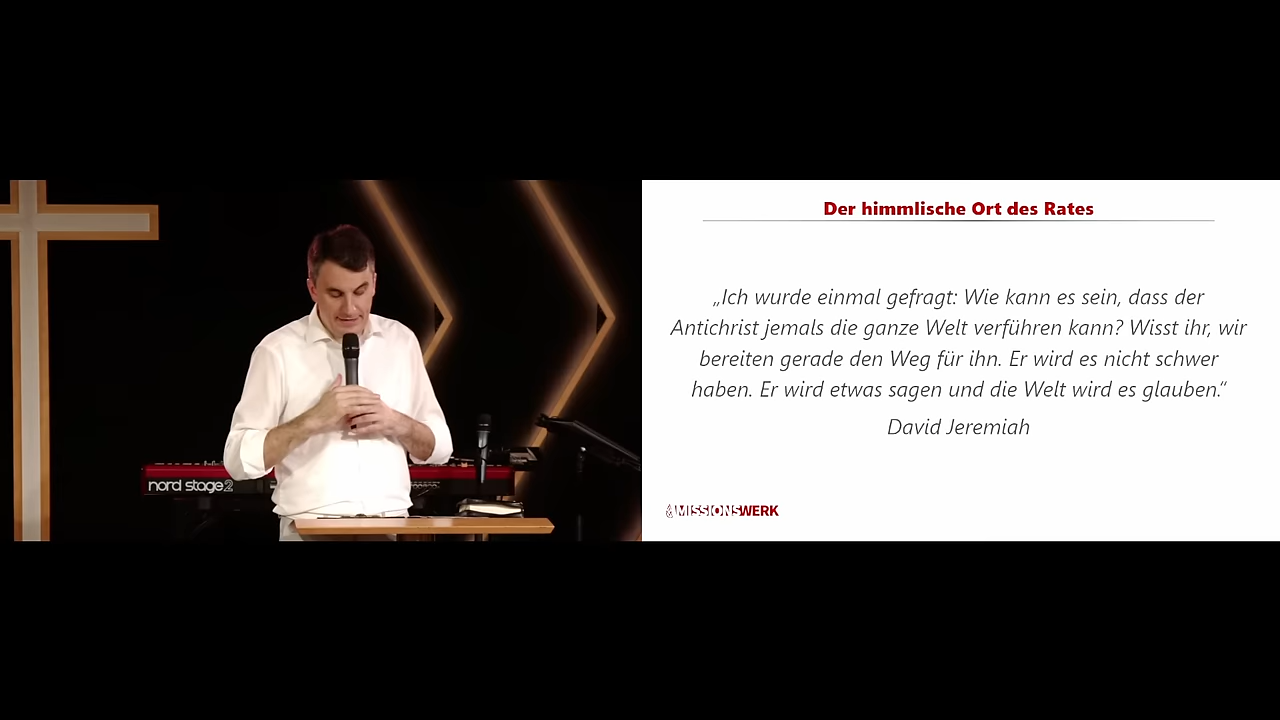 nord stage 2
Der himmlische Ort des Rates
„Ich wurde einmal gefragt: Wie kann es sein, dass der
Antichrist jemals die ganze Welt verführen kann? Wisst ihr, wir
bereiten gerade den Weg für ihn. Er wird es nicht schwer
haben. Er wird etwas sagen und die Welt wird es glauben.“
David Jeremiah
MISSIONSWERK